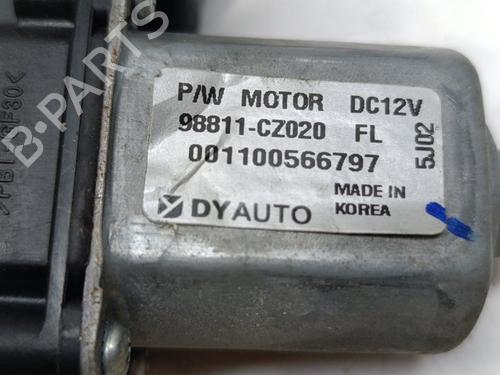 P/W MOTOR DC12V
98811-CZ020 FL
001100566797
5J02
DYAUTO
MADE IN
KOREA
B-PARTS